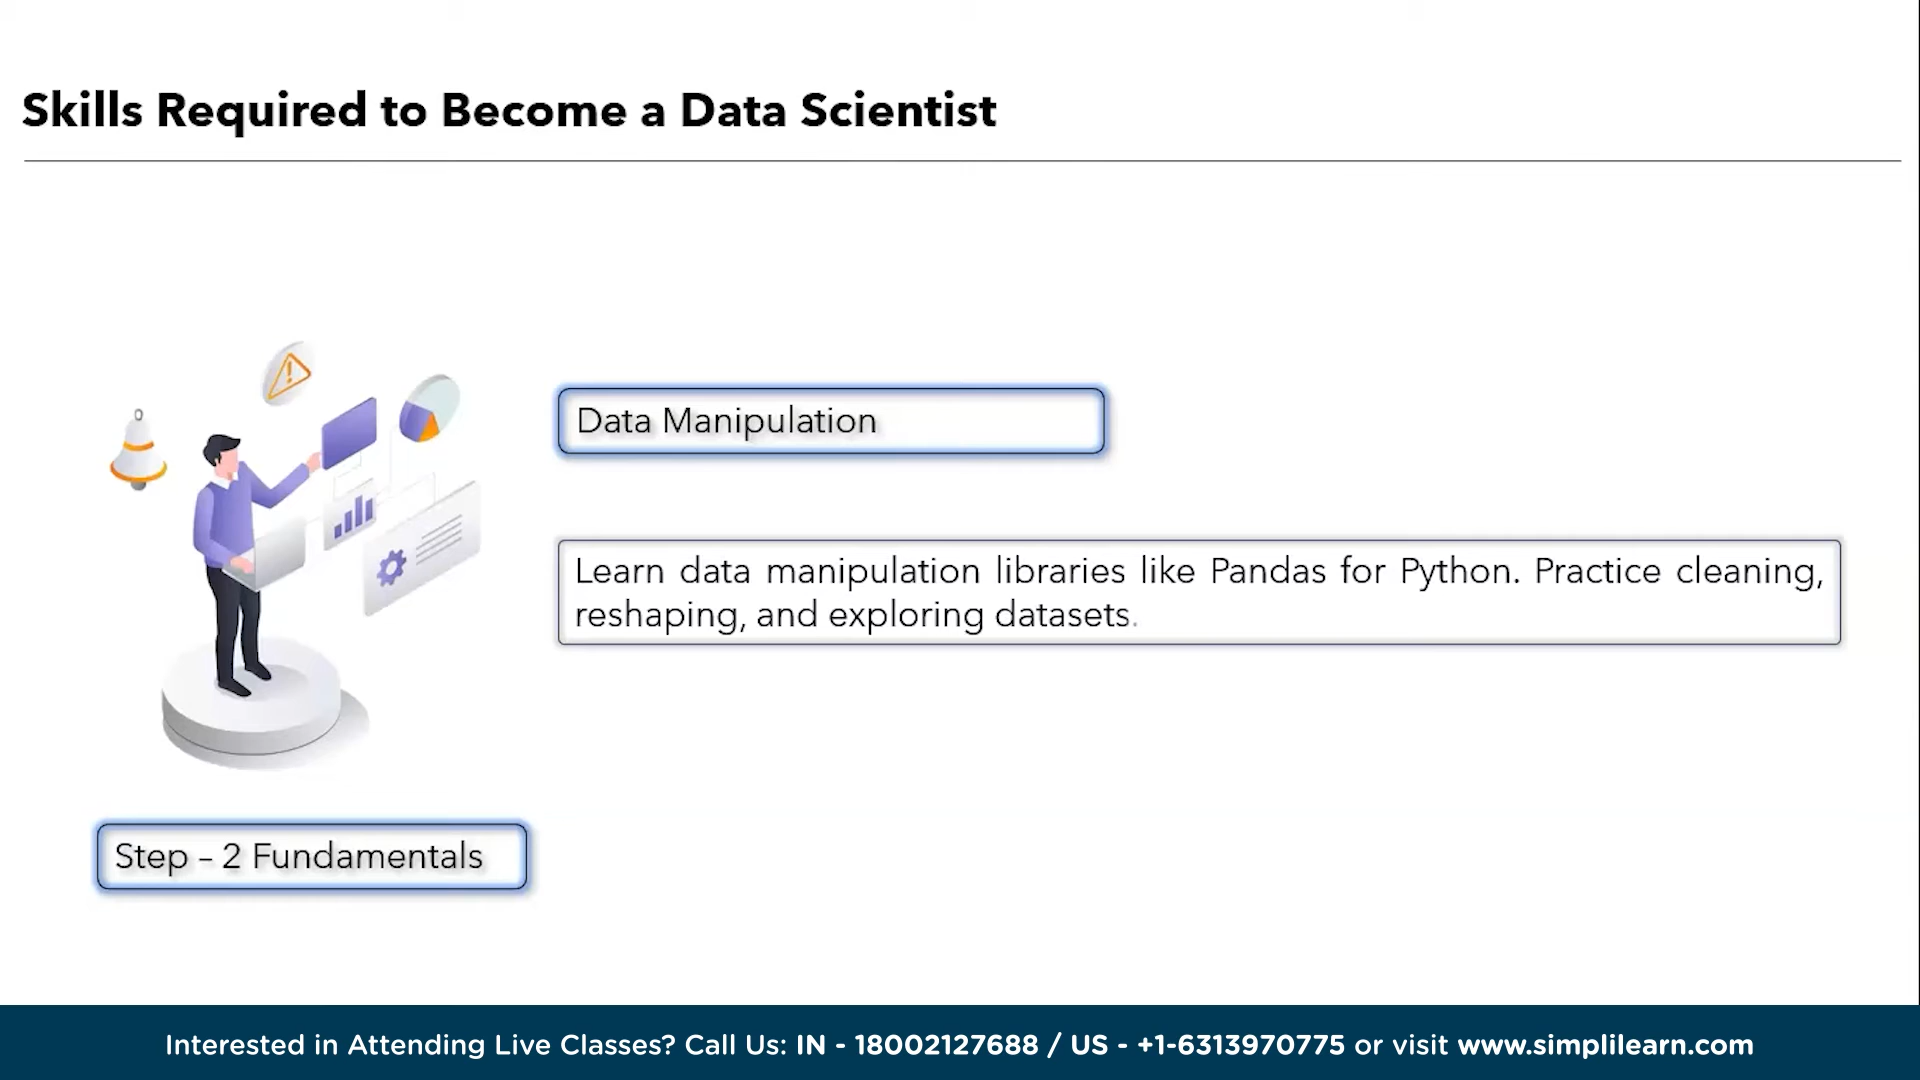 Skills Required to Become a Data Scientist
Data Manipulation
Learn data manipulation libraries like Pandas for Python. Practice cleaning,
reshaping, and exploring datasets.
Step – 2 Fundamentals
Interested in Attending Live Classes? Call Us: IN - 18002127688 / US - +1-6313970775 or visit www.simplilearn.com